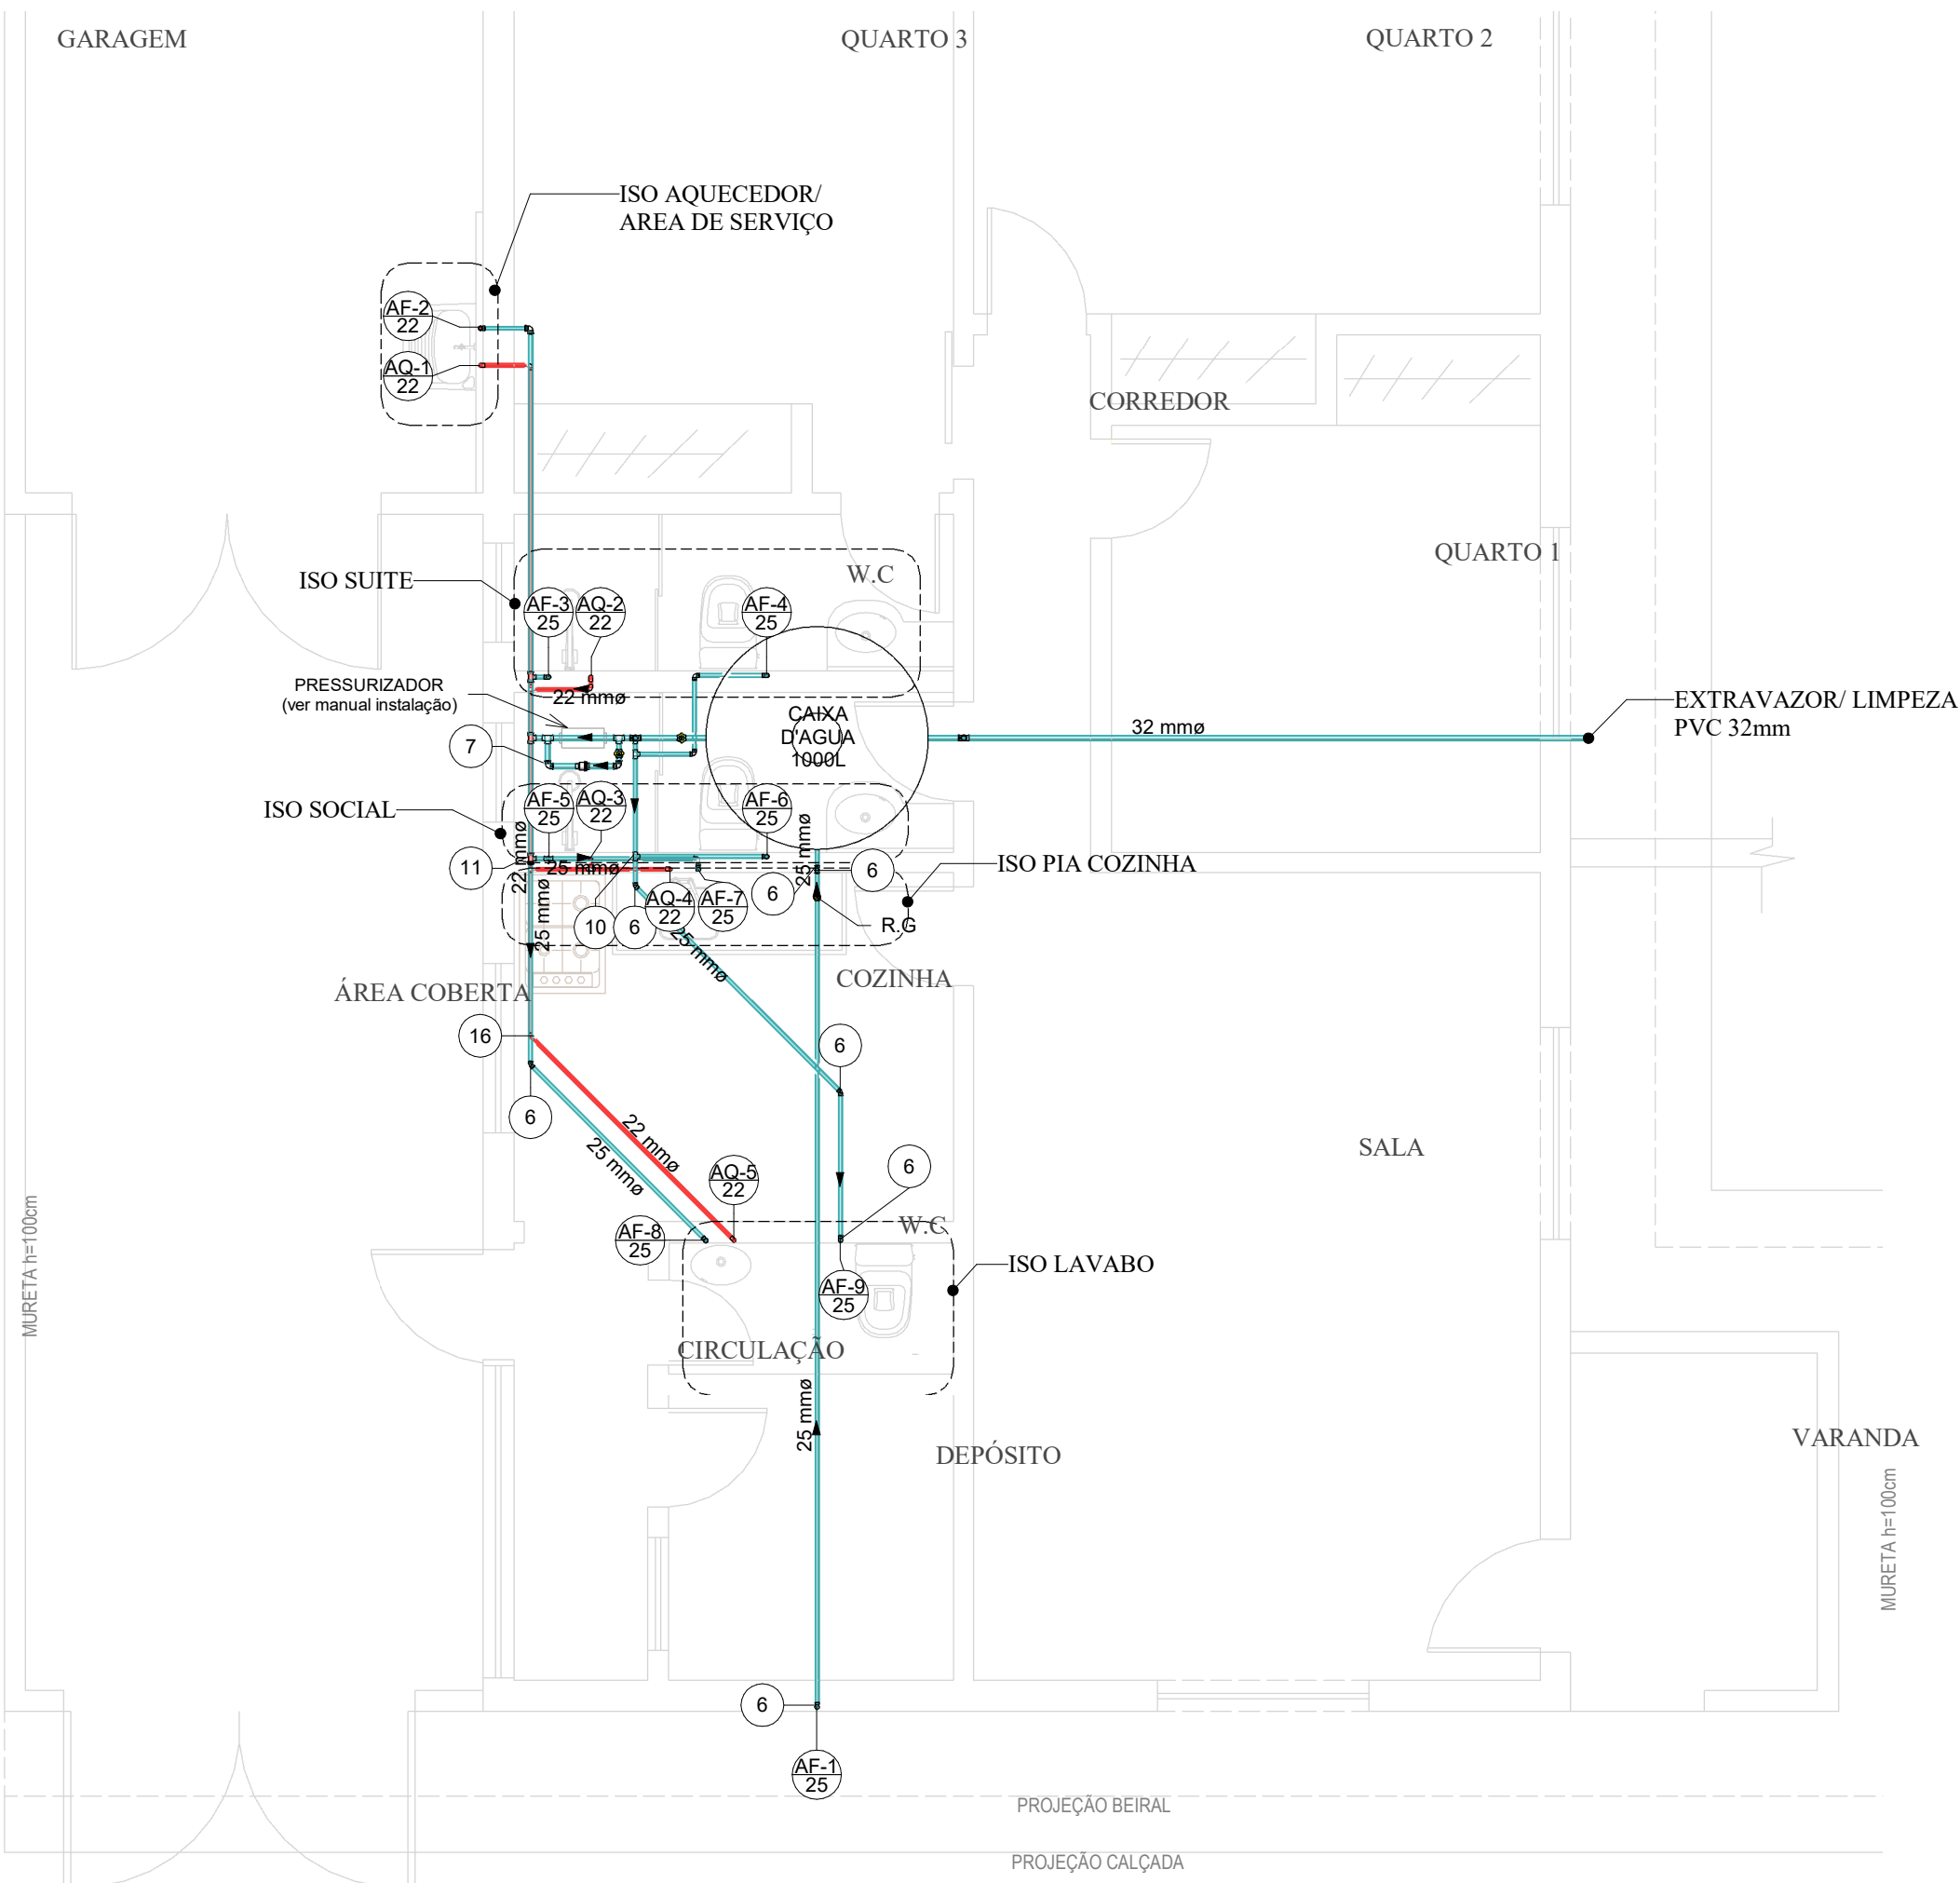 GARAGEM
QUARTO 3
QUARTO 2
ISO AQUECEDOR/
AREA DE SERVIÇO
AF-2
22
AQ-1
22
CORREDOR
QUARTO 1
ISO SUITE
W.C
AF-3
25
AQ-2
22
AF-4
25
PRESSURIZADOR
(ver manual instalação)
22 mmø
7
CAIXA
D'AGUA
1000L
32 mmø
EXTRAVAZOR/ LIMPEZA
PVC 32mm
ISO SOCIAL
AF-5
25
AQ-3
22
AF-6
25
22 mmø
25 mmø
11
25 mmø
6
6
ISO PIA COZINHA
25 mmø
10
6
AQ-4
22
AF-7
25
R.G
25 mmø
COZINHA
ÁREA COBERTA
16
6
6
22 mmø
25 mmø
SALA
AQ-5
22
6
AF-8
25
W.C
ISO LAVABO
AF-9
25
CIRCULAÇÃO
MURETA h=100cm
25 mmø
DEPÓSITO
VARANDA
MURETA h=100cm
6
AF-1
25
PROJEÇÃO BEIRAL
PROJEÇÃO CALÇADA